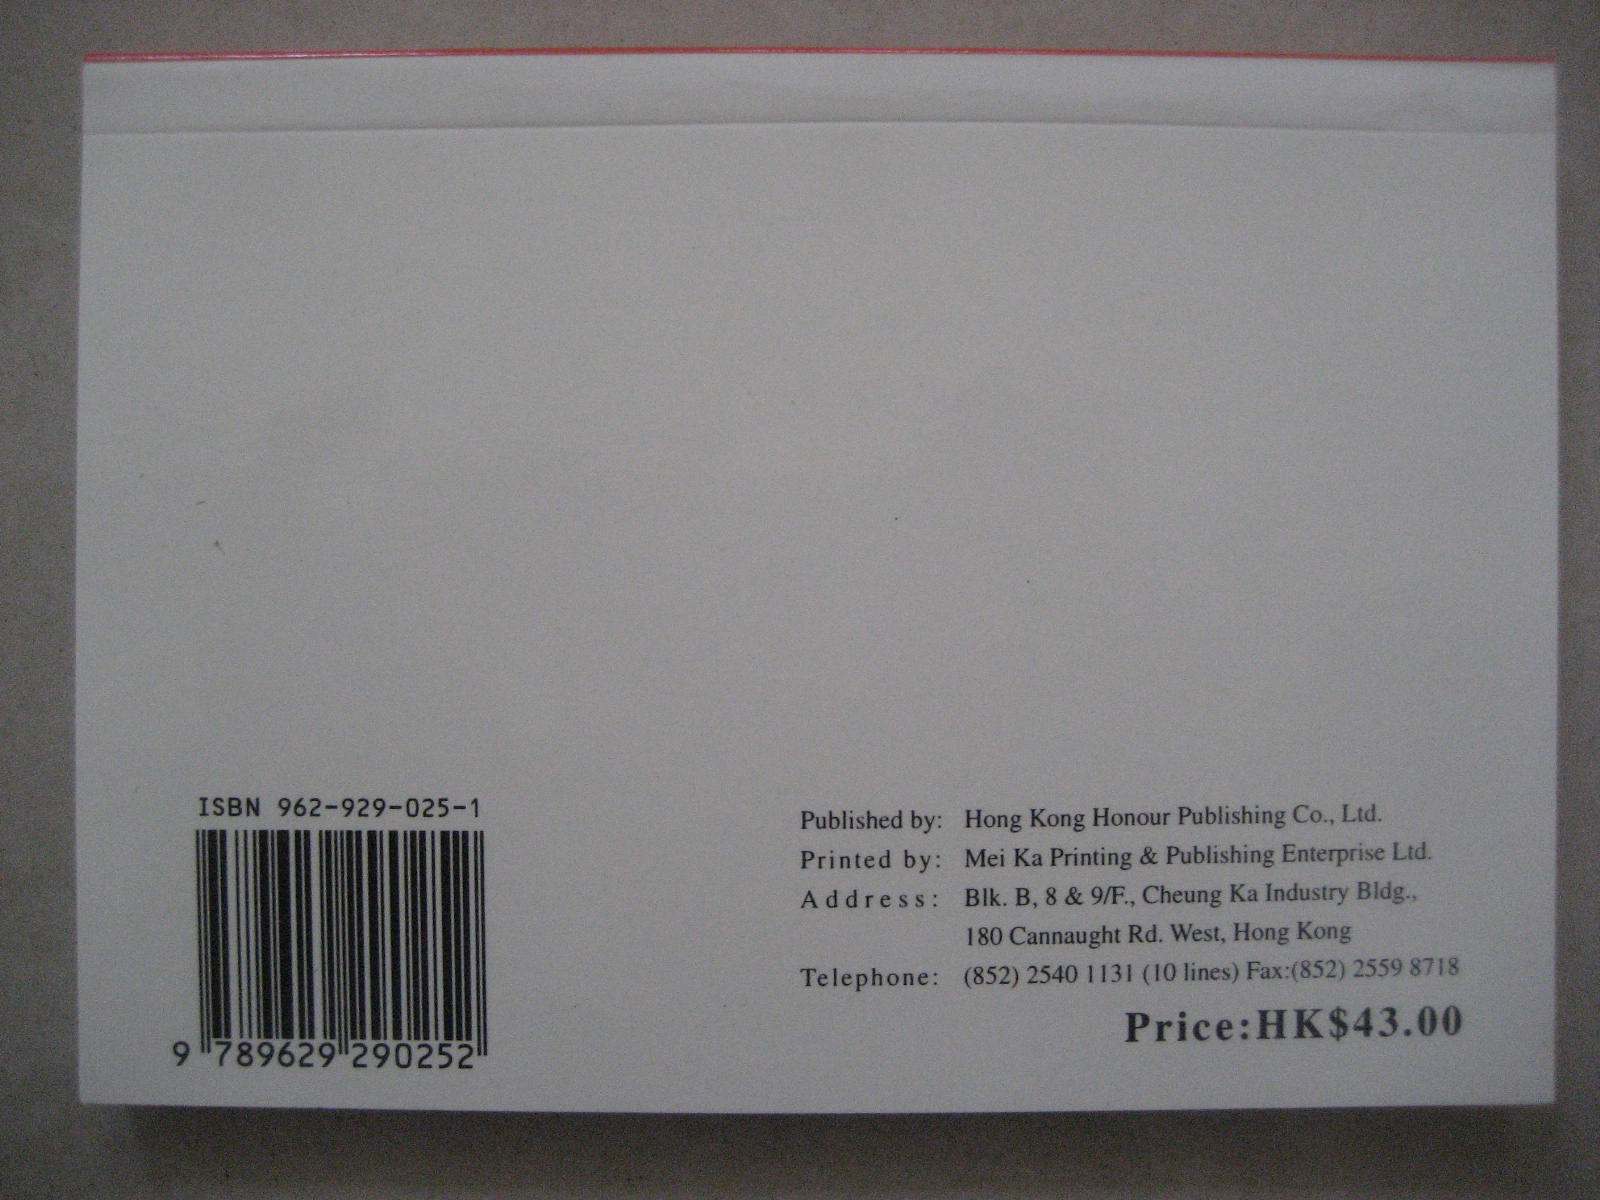 ISBN 962-929-025-1
9 789629 290252
Published by: Hong Kong Honour Publishing Co., Ltd.
Printed by: Mei Ka Printing & Publishing Enterprise Ltd.
Address: Blk. B, 8 & 9/F., Cheung Ka Industry Bldg.,
180 Cannaught Rd. West, Hong Kong
Telephone: (852) 2540 1131 (10 lines) Fax:(852) 2559 8718
Price:HK$43.00